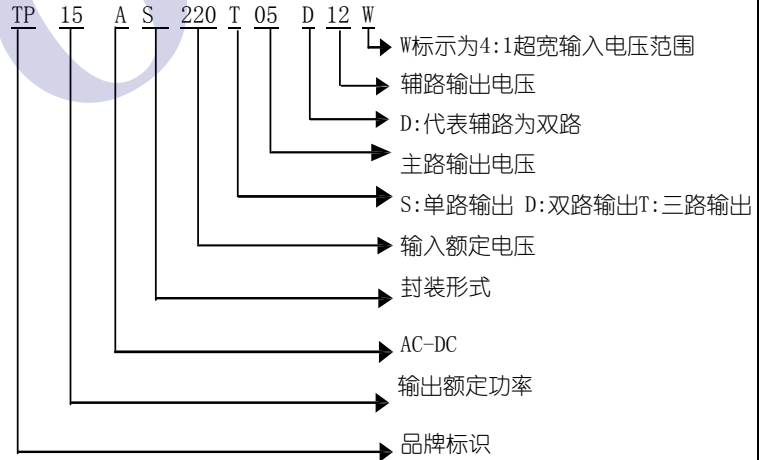 TP 15 A S 220 T 05 D 12 W
W标示为4:1超宽输入电压范围
辅路输出电压
D:代表辅路为双路
主路输出电压
S:单路输出 D:双路输出T:三路输出
输入额定电压
封装形式
AC-DC
输出额定功率
品牌标识